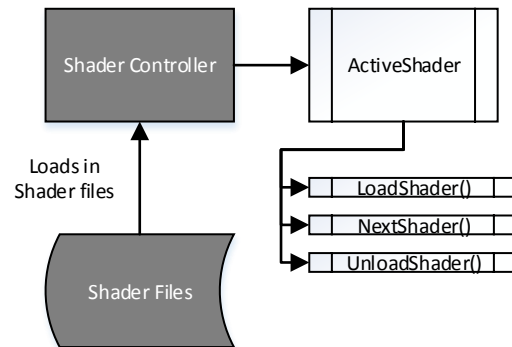 Shader Controller
ActiveShader
Loads in
Shader files
LoadShader()
NextShader()
UnloadShader()
Shader Files